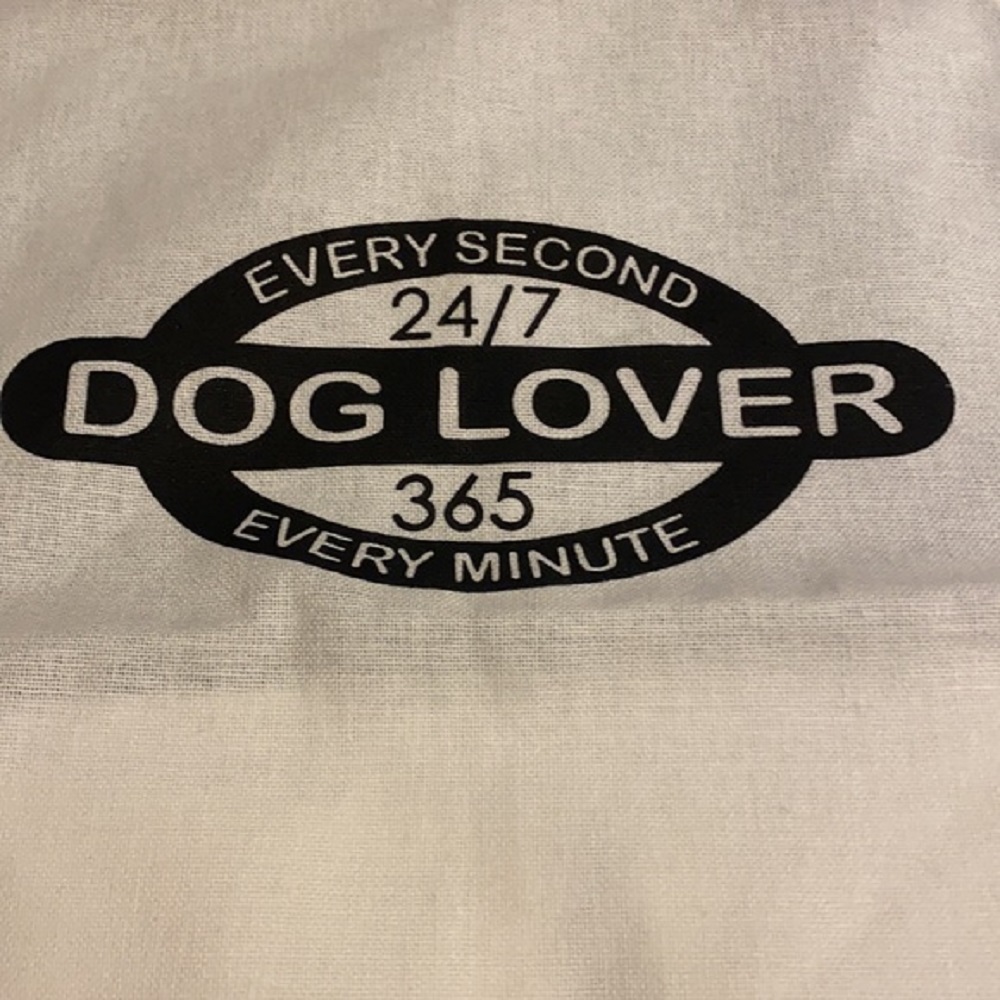 EVERY SECOND
24/7
DOG LOVER
365
EVERY MINUTE